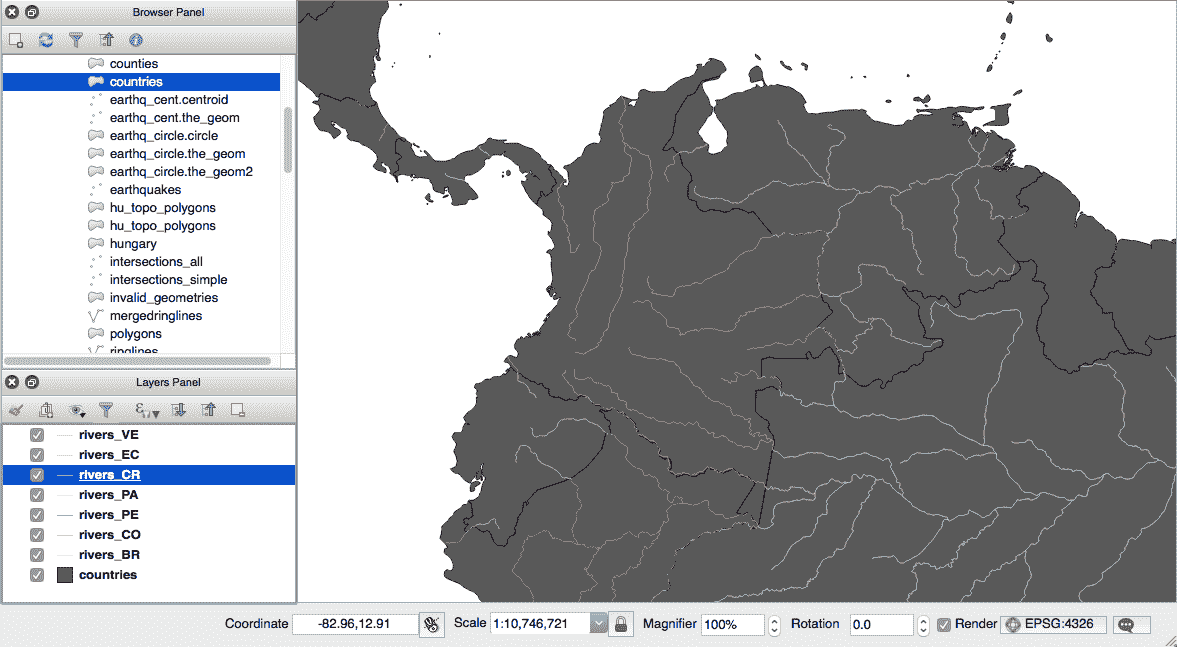 Browser Panel
counties
countries
earthq_cent.centroid
earthq_cent.the_geom
earthq_circle.circle
earthq_circle.the_geom
earthq_circle.the_geom2
earthquakes
hu_topo_polygons
hu_topo_polygons
hungary
intersections_all
intersections_simple
invalid_geometries
mergedringlines
polygons
ringlines
Layers Panel
rivers_VE
rivers_EC
rivers_CR
rivers_PA
rivers_PE
rivers_CO
rivers_BR
countries
Coordinate -82.96,12.91 Scale 1:10,746,721 Magnifier 100% Rotation 0.0 Render EPSG:4326